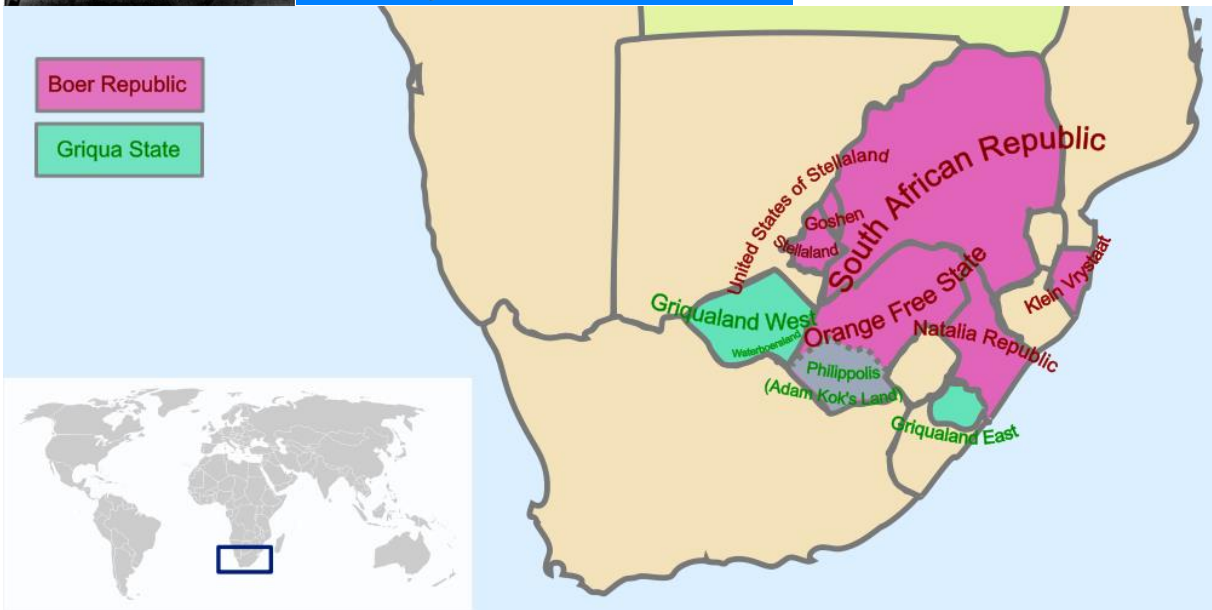 Boer Republic
Griqua State
South African Republic
United States of Stellaland
Goshen
Stellaland
Klein Vrystaat
Orange Free State
Griqualand West
Natalia Republic
Waterboersland
Philippolis
(Adam Kok's Land)
Griqualand East